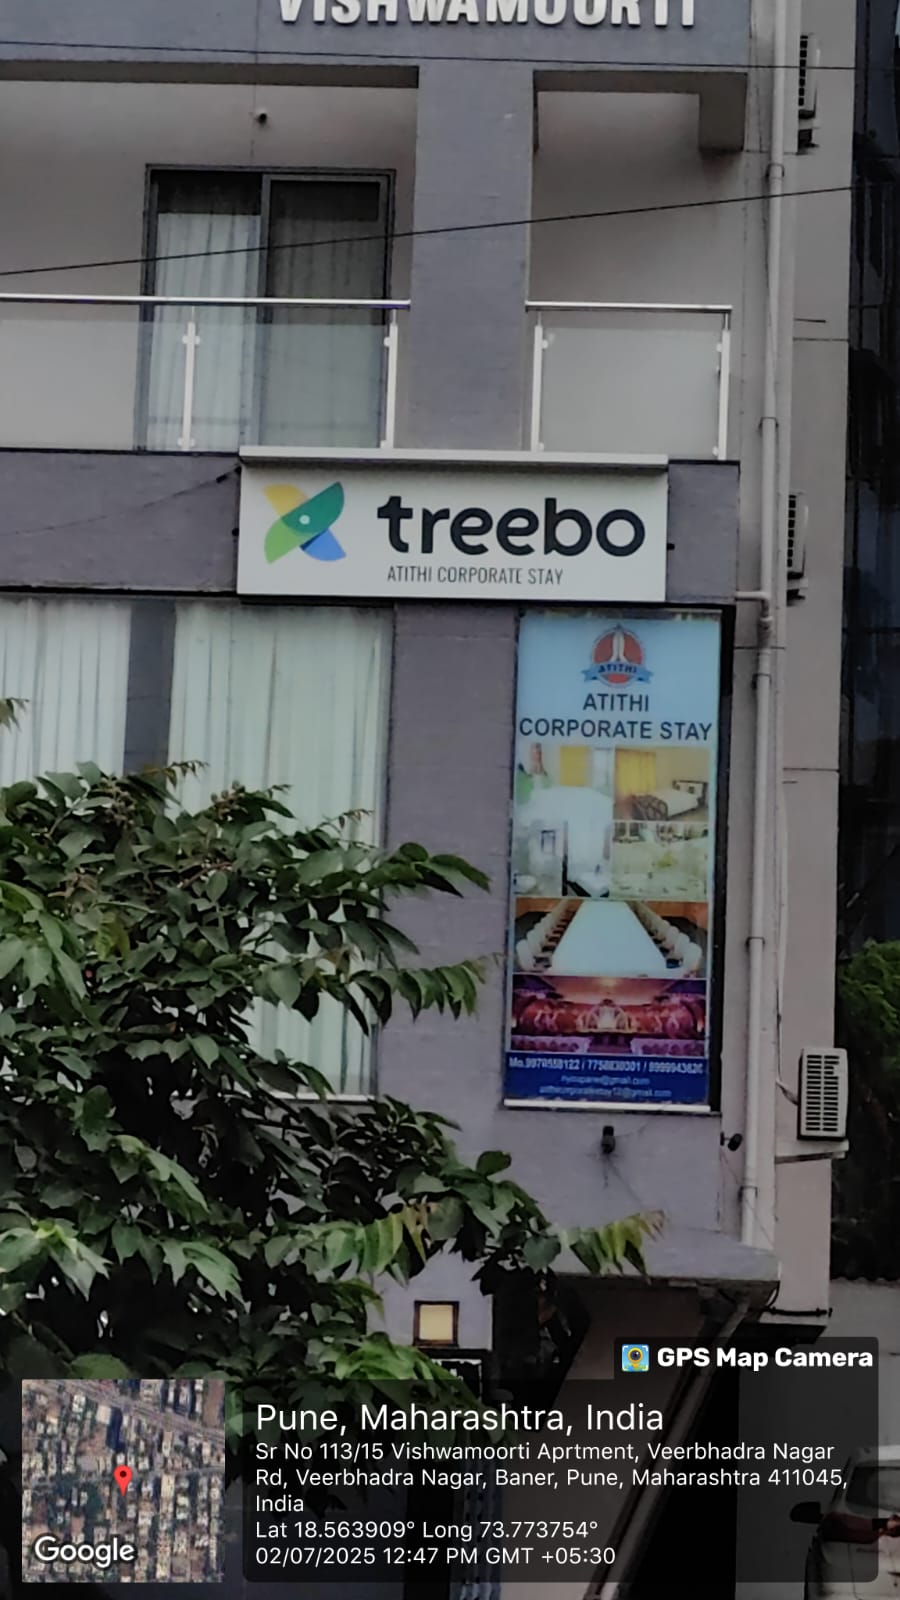 VISHWAMOORTI
treebo
ATITHI CORPORATE STAY
ATITHI
ATITHI
CORPORATE STAY
GPS Map Camera
Pune, Maharashtra, India
Sr No 113/15 Vishwamoorti Aprtment, Veerbhadra Nagar
Rd, Veerbhadra Nagar, Baner, Pune, Maharashtra 411045,
India
Lat 18.563909° Long 73.773754°
02/07/2025 12:47 PM GMT +05:30
Google